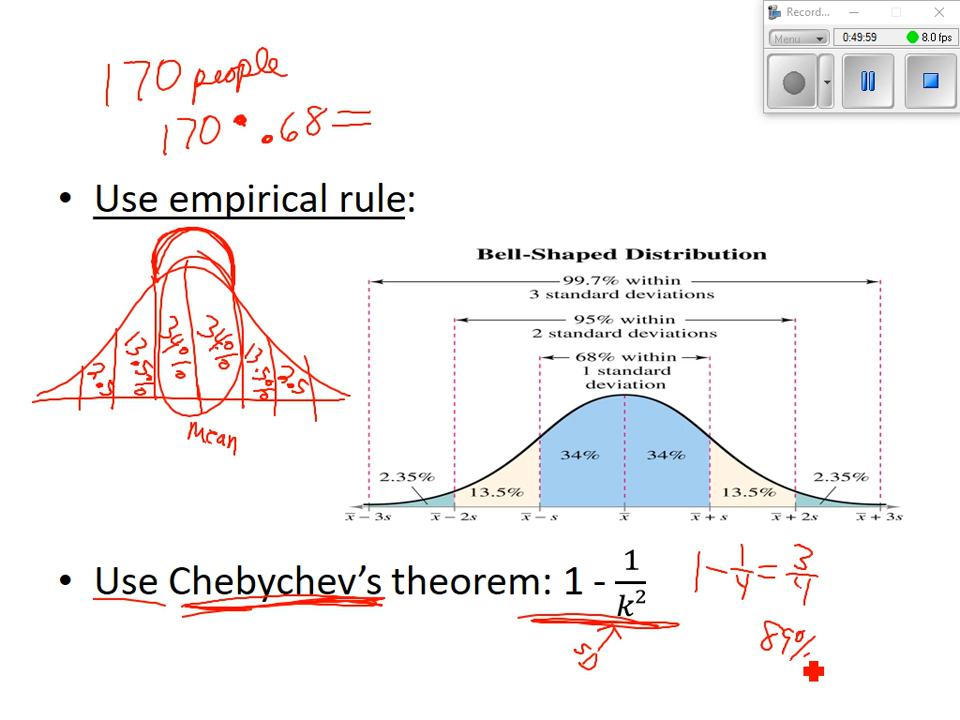 Record...
Menu
0:49:59
8.0 fps
170 people
170 • .68 =
• Use empirical rule:
2.5
13.5%
34%
34%
13.5%
2.5
Mean
Bell-Shaped Distribution
99.7% within
3 standard deviations
95% within
2 standard deviations
68% within
1 standard
deviation
34%
34%
2.35%
2.35%
13.5%
13.5%
x̄ − 3s
x̄ − 2s
x̄ − s
x̄
x̄ + s
x̄ + 2s
x̄ + 3s
• Use Chebychev's theorem: 1 - 1/k²
1 - 1/4 = 3/4
SD
89%